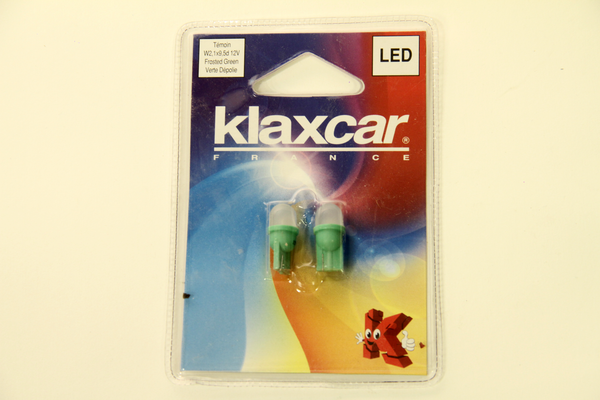 Témoin
W2,1x9,5d 12V
Frosted Green
Verte Dépolie
LED
klaxcar®
FRANCE
K